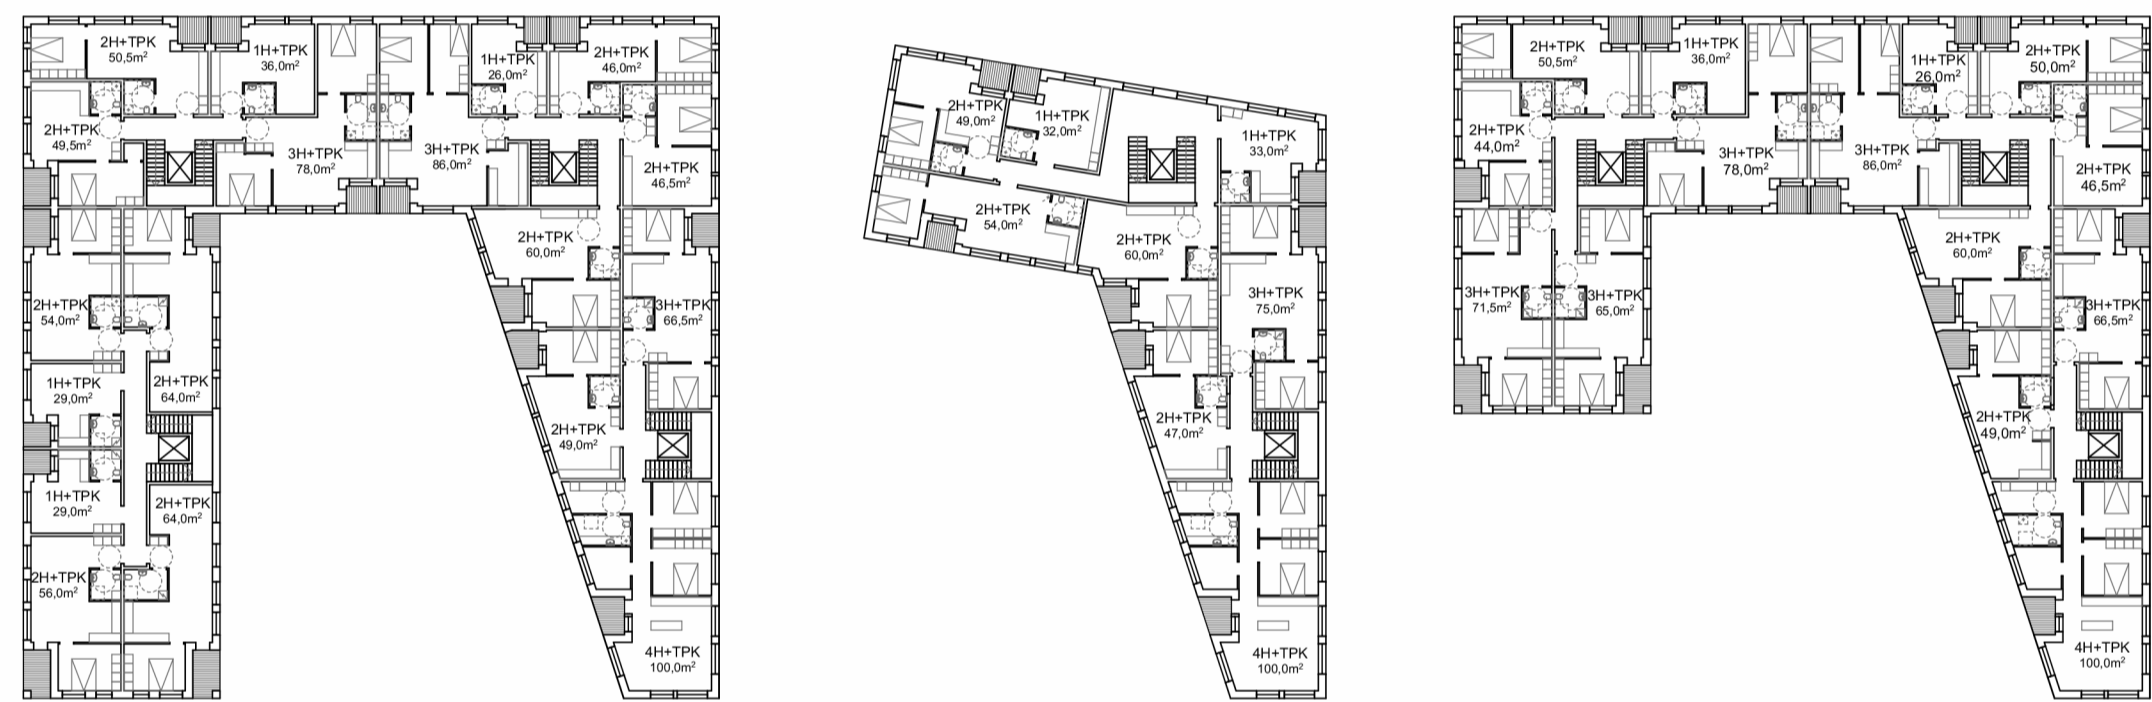 2H+TPK
50,5m²
1H+TPK
36,0m²
1H+TPK
26,0m²
2H+TPK
46,0m²
2H+TPK
49,5m²
3H+TPK
78,0m²
3H+TPK
86,0m²
2H+TPK
46,5m²
2H+TPK
60,0m²
2H+TPK
54,0m²
3H+TPK
66,5m²
1H+TPK
29,0m²
2H+TPK
64,0m²
2H+TPK
49,0m²
1H+TPK
29,0m²
2H+TPK
64,0m²
2H+TPK
56,0m²
4H+TPK
100,0m²
2H+TPK
49,0m²
1H+TPK
32,0m²
1H+TPK
33,0m²
2H+TPK
54,0m²
2H+TPK
60,0m²
3H+TPK
75,0m²
2H+TPK
47,0m²
4H+TPK
100,0m²
2H+TPK
50,5m²
1H+TPK
36,0m²
1H+TPK
26,0m²
2H+TPK
50,0m²
2H+TPK
44,0m²
3H+TPK
78,0m²
3H+TPK
86,0m²
2H+TPK
46,5m²
2H+TPK
60,0m²
3H+TPK
71,5m²
3H+TPK
65,0m²
3H+TPK
66,5m²
2H+TPK
49,0m²
4H+TPK
100,0m²